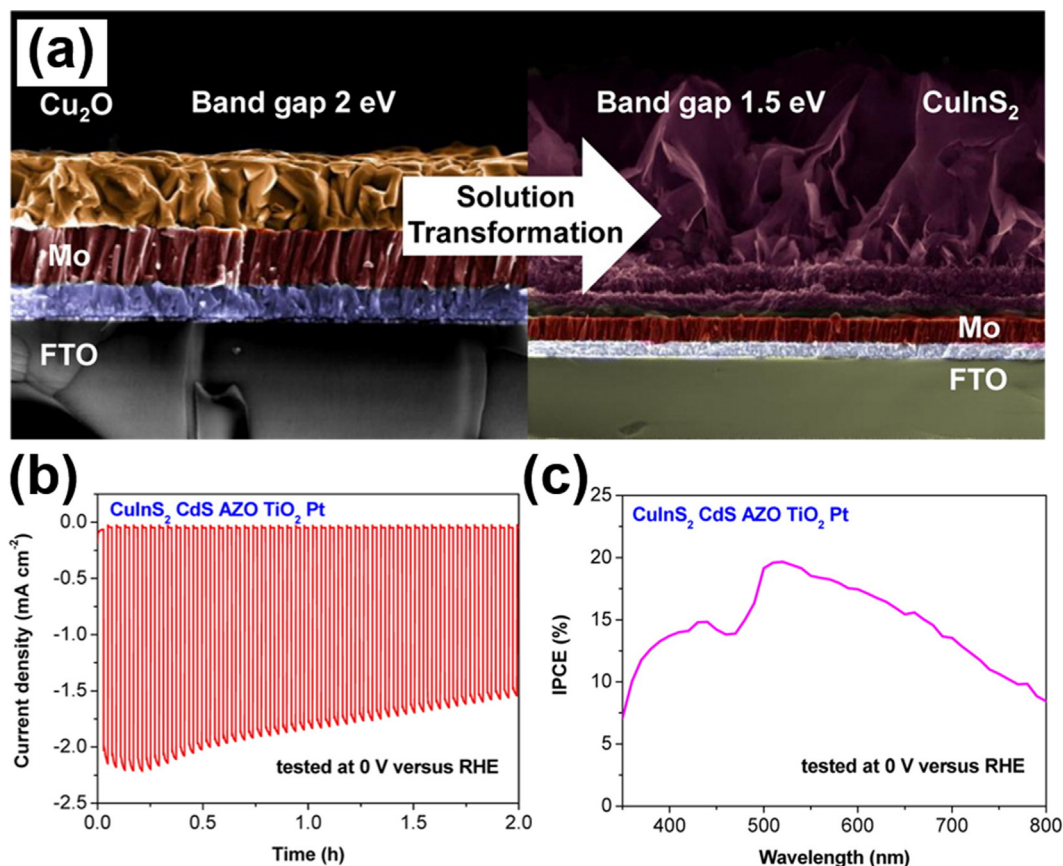 (a)
Cu₂O
Band gap 2 eV
Band gap 1.5 eV
CuInS₂
Solution
Transformation
Mo
FTO
Mo
FTO
(b)
CuInS₂ CdS AZO TiO₂ Pt
0.0
-0.5
-1.0
-1.5
-2.0
-2.5
Current density (mA cm⁻²)
tested at 0 V versus RHE
0.0 0.5 1.0 1.5 2.0
Time (h)
(c)
CuInS₂ CdS AZO TiO₂ Pt
25
20
15
10
5
0
IPCE (%)
tested at 0 V versus RHE
400 500 600 700 800
Wavelength (nm)